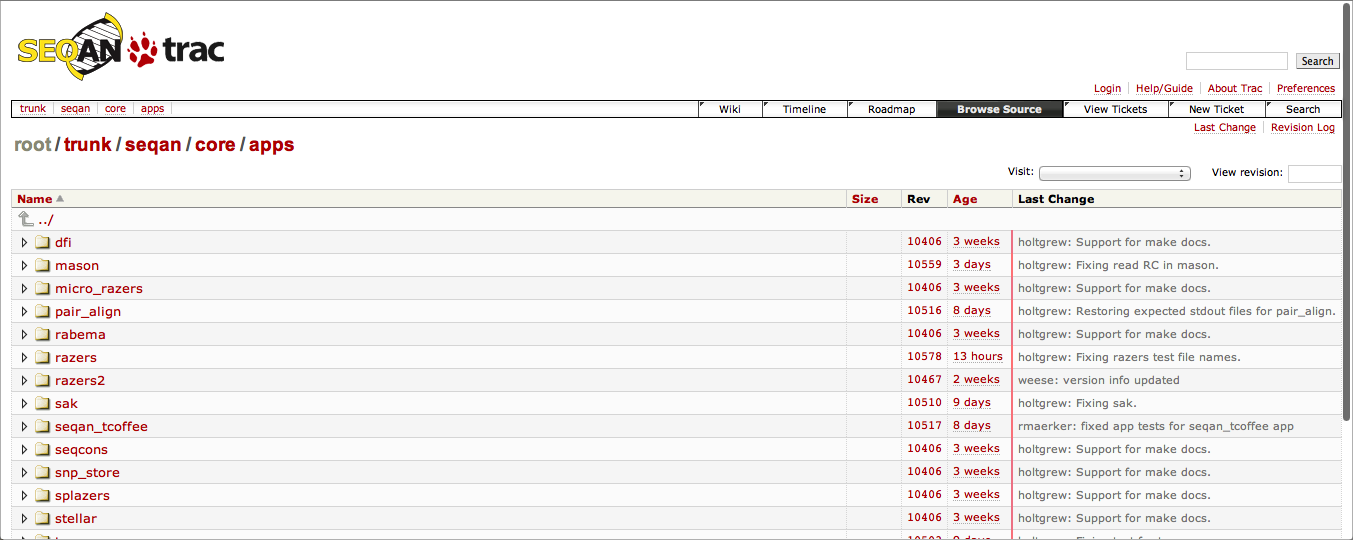 SEQAN trac
Search
Login Help/Guide About Trac Preferences
trunk seqan core apps Wiki Timeline Roadmap Browse Source View Tickets New Ticket Search
Last Change Revision Log
root / trunk / seqan / core / apps
Visit: View revision:
Name Size Rev Age Last Change
../
dfi 10406 3 weeks holtgrew: Support for make docs.
mason 10559 3 days holtgrew: Fixing read RC in mason.
micro_razers 10406 3 weeks holtgrew: Support for make docs.
pair_align 10516 8 days holtgrew: Restoring expected stdout files for pair_align.
rabema 10406 3 weeks holtgrew: Support for make docs.
razers 10578 13 hours holtgrew: Fixing razers test file names.
razers2 10467 2 weeks weese: version info updated
sak 10510 9 days holtgrew: Fixing sak.
seqan_tcoffee 10517 8 days rmaerker: fixed app tests for seqan_tcoffee app
seqcons 10406 3 weeks holtgrew: Support for make docs.
snp_store 10406 3 weeks holtgrew: Support for make docs.
splazers 10406 3 weeks holtgrew: Support for make docs.
stellar 10406 3 weeks holtgrew: Support for make docs.